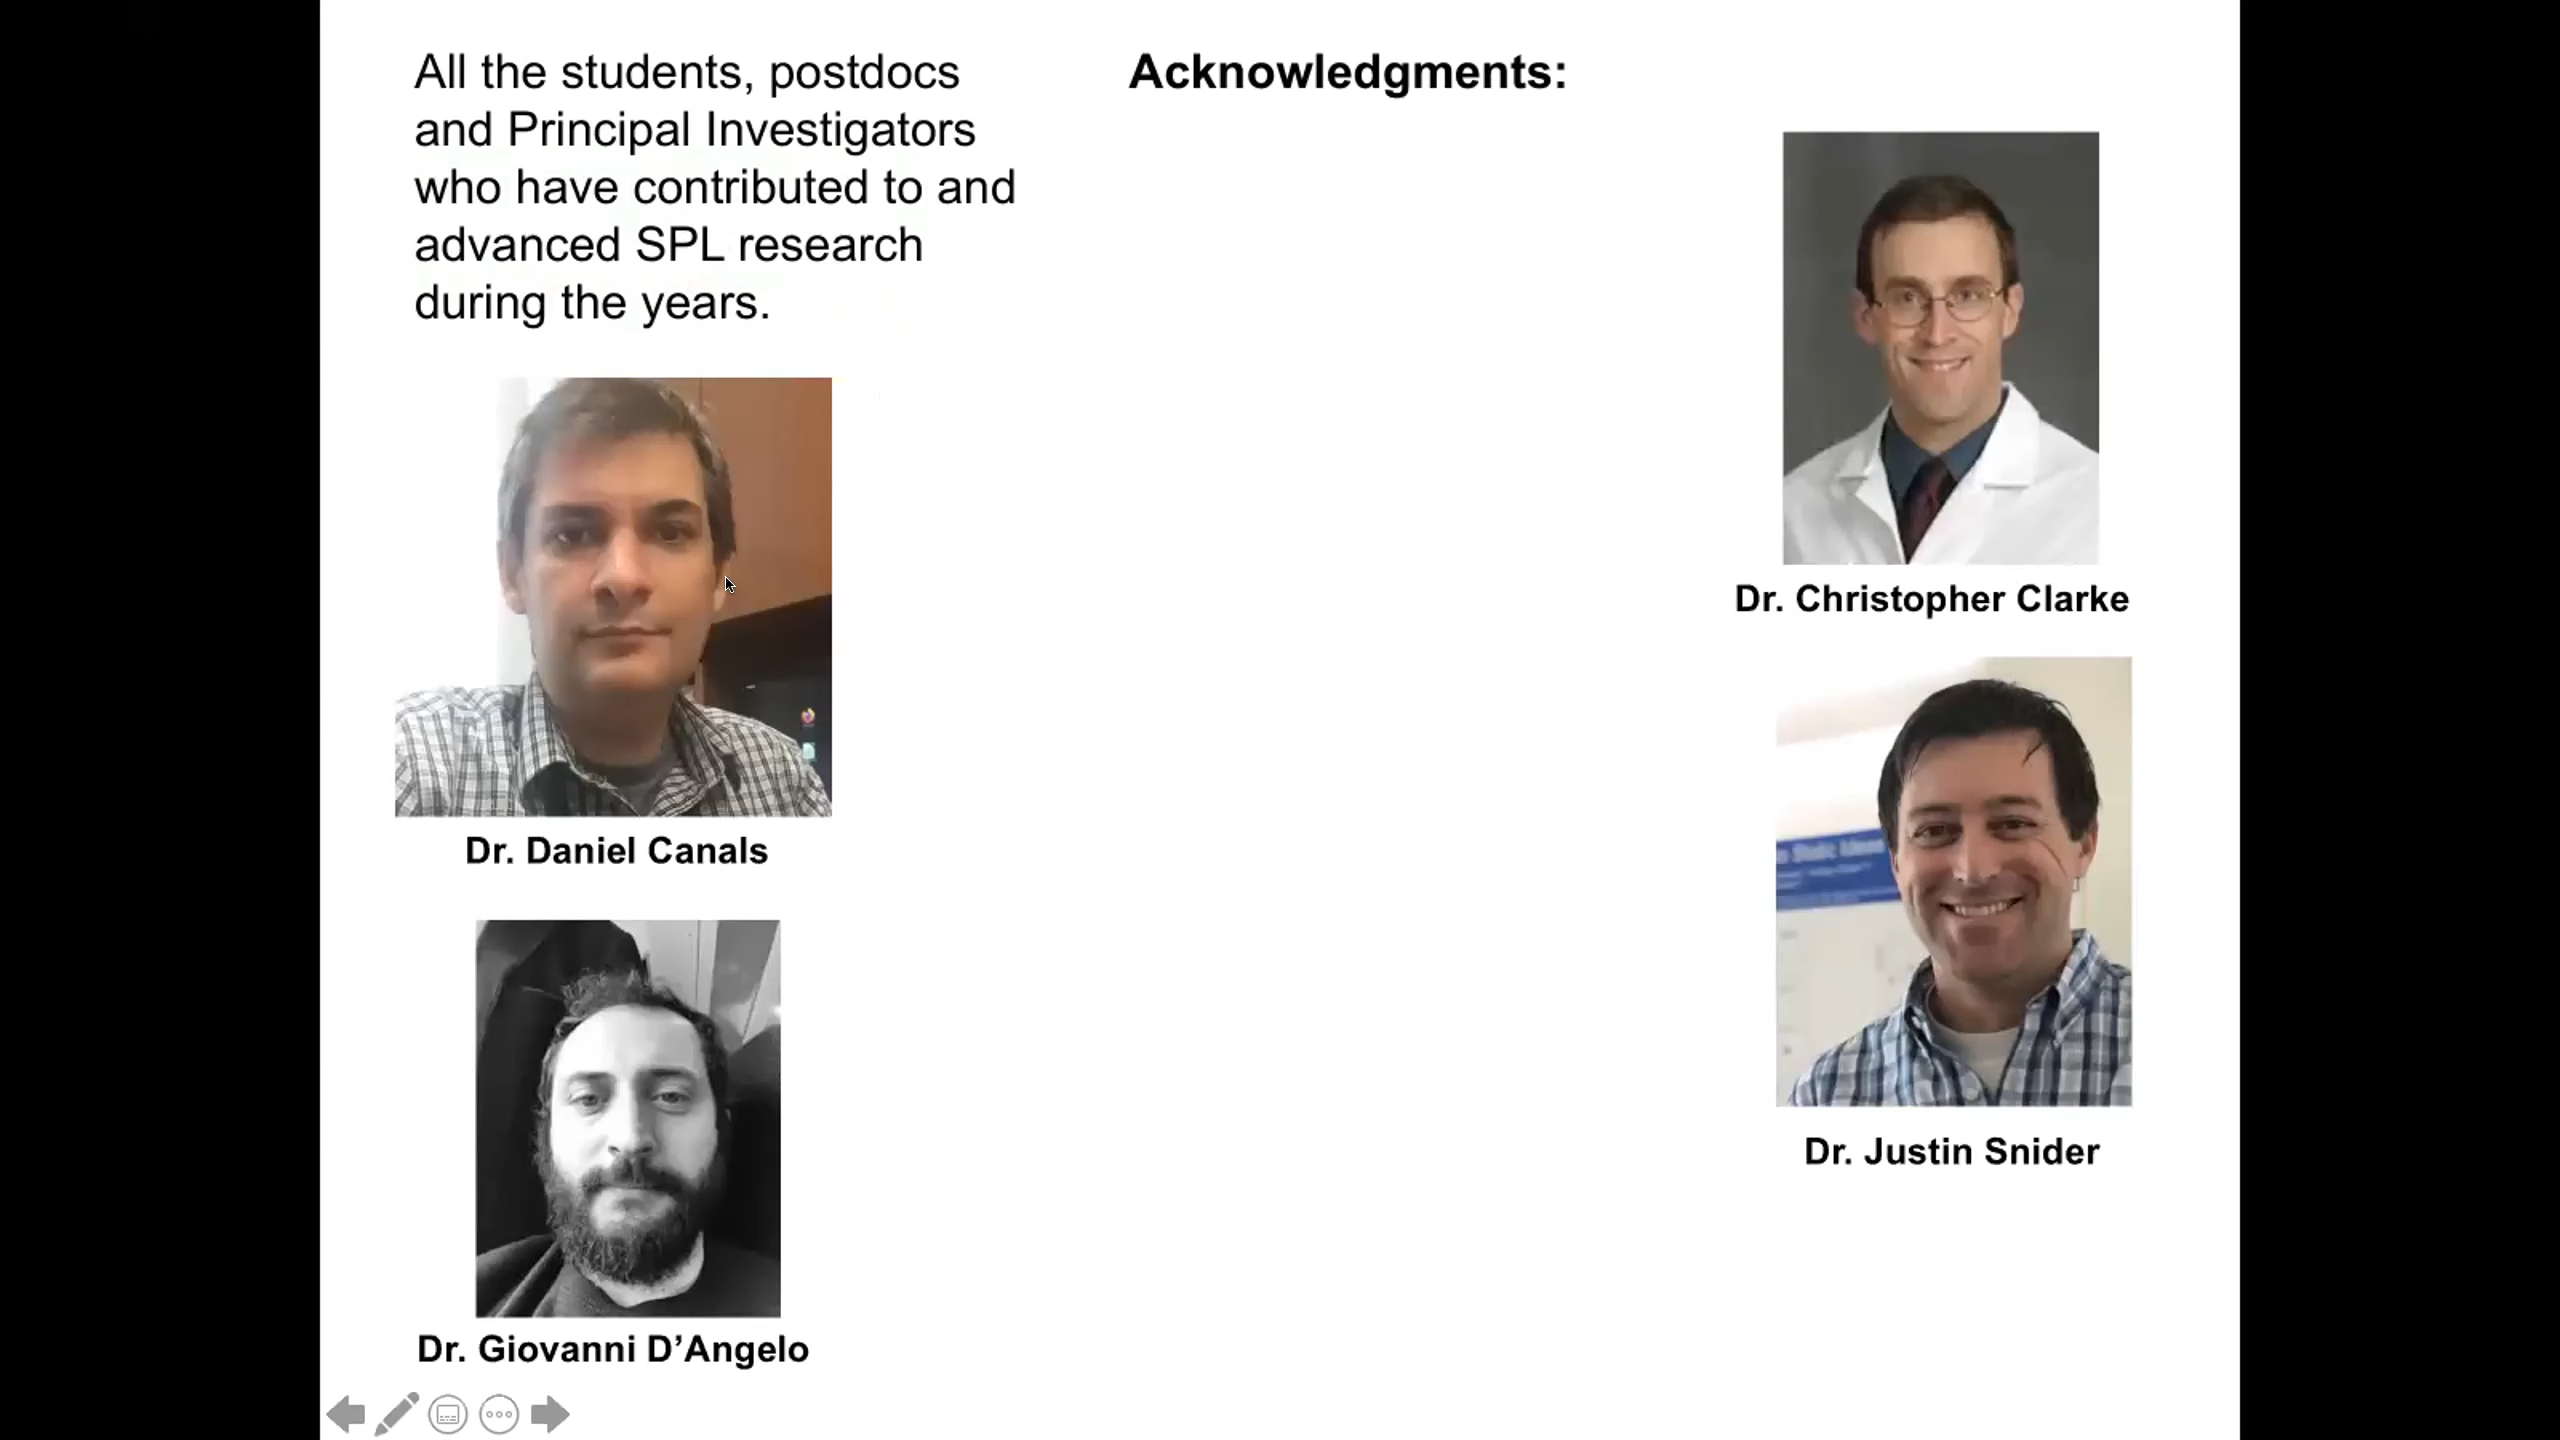 All the students, postdocs
and Principal Investigators
who have contributed to and
advanced SPL research
during the years.
Acknowledgments:
Dr. Christopher Clarke
Dr. Daniel Canals
Dr. Justin Snider
Dr. Giovanni D’Angelo